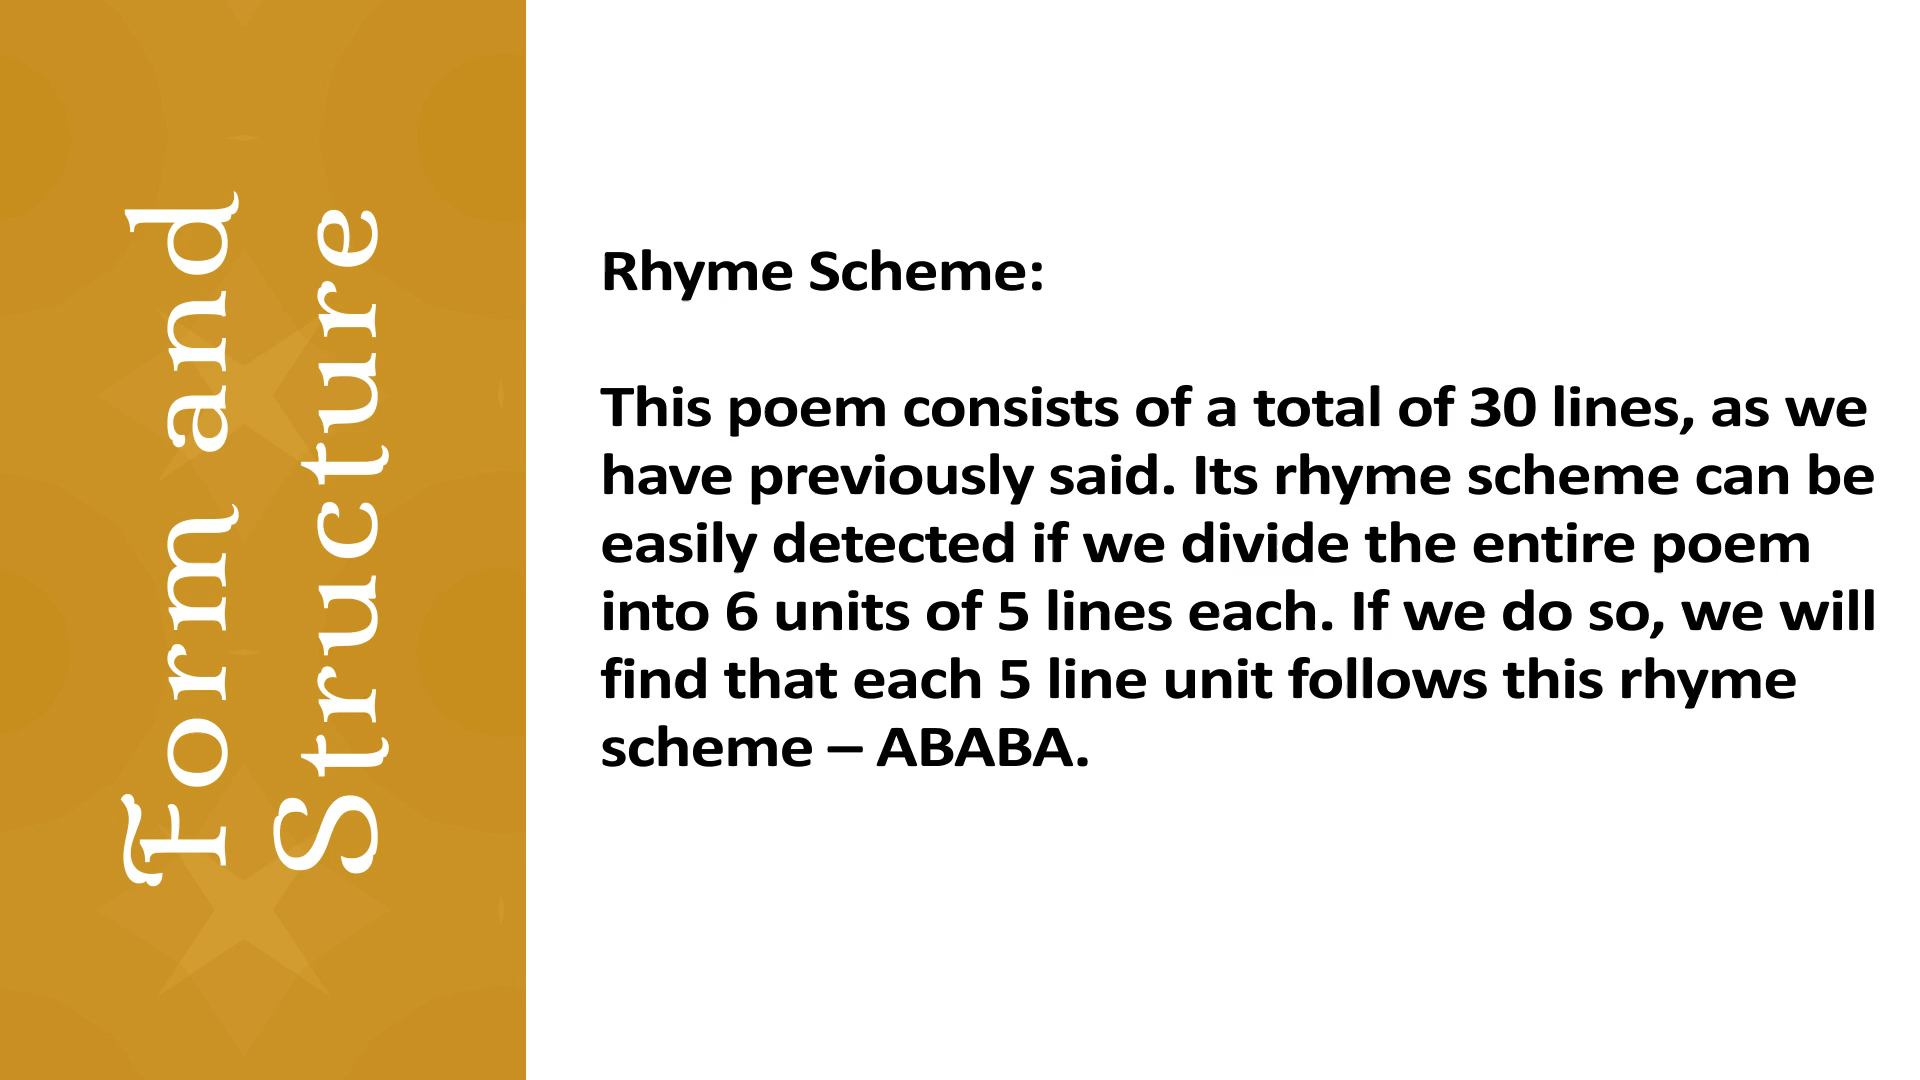 Form and
Structure
Rhyme Scheme:
This poem consists of a total of 30 lines, as we
have previously said. Its rhyme scheme can be
easily detected if we divide the entire poem
into 6 units of 5 lines each. If we do so, we will
find that each 5 line unit follows this rhyme
scheme – ABABA.